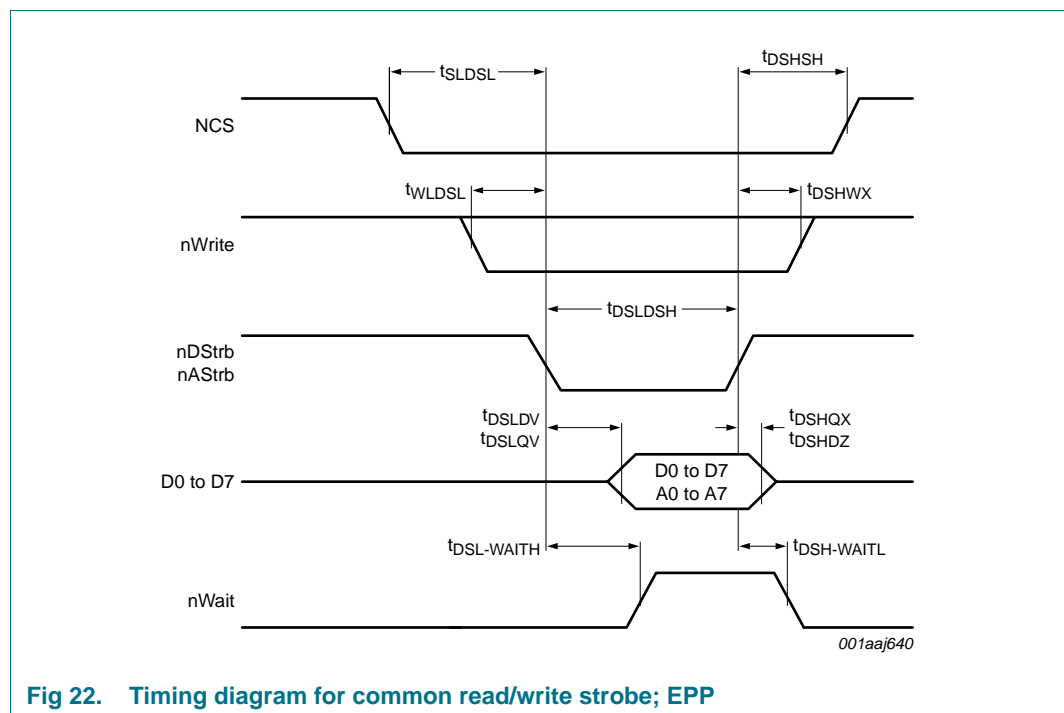 tSLDSL
tDSHSH
NCS
tWLDSL
tDSHWX
nWrite
tDSLDSH
nDStrb
nAStrb
tDSLDV
tDSLQV
tDSHQX
tDSHDZ
D0 to D7
D0 to D7
A0 to A7
tDSL-WAITH
tDSH-WAITL
nWait
001aaj640
Fig 22. Timing diagram for common read/write strobe; EPP